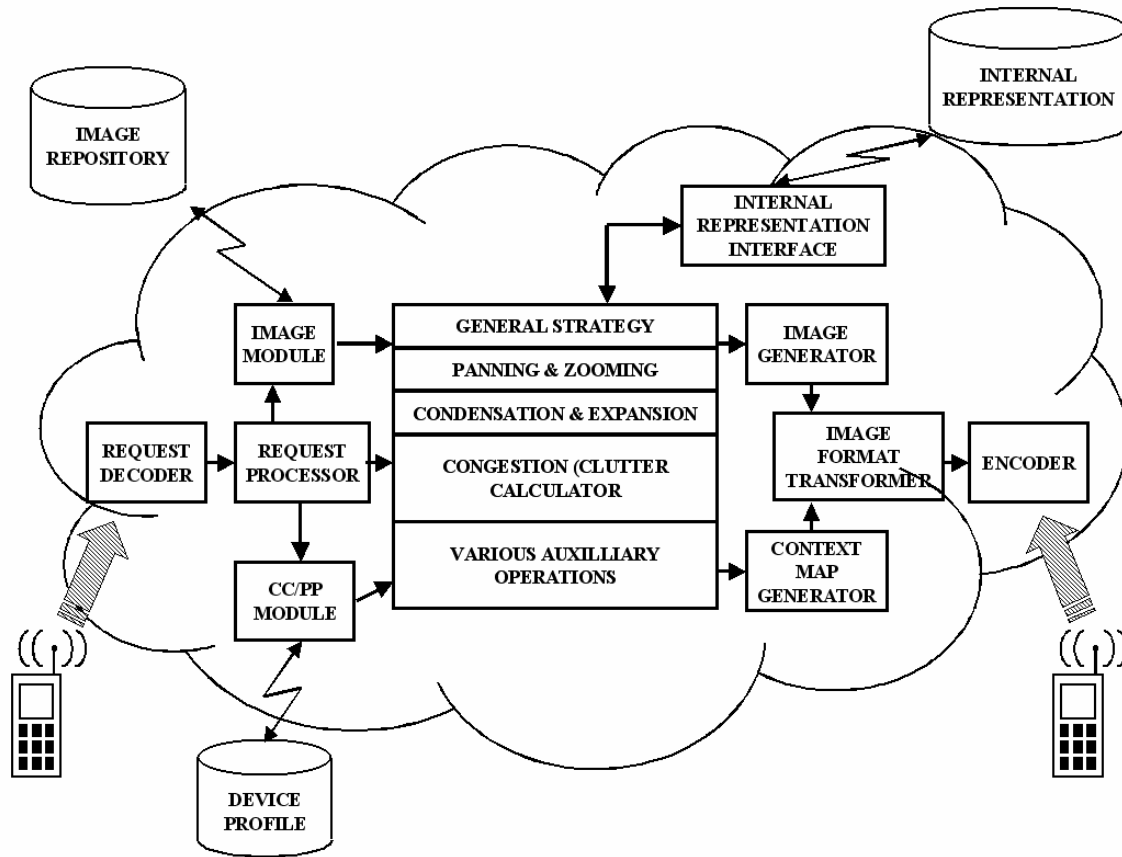 INTERNAL
REPRESENTATION
IMAGE
REPOSITORY
INTERNAL
REPRESENTATION
INTERFACE
IMAGE
MODULE
GENERAL STRATEGY
PANNING & ZOOMING
CONDENSATION & EXPANSION
CONGESTION (CLUTTER
CALCULATOR
VARIOUS AUXILLIARY
OPERATIONS
IMAGE
GENERATOR
REQUEST
DECODER
REQUEST
PROCESSOR
IMAGE
FORMAT
TRANSFORMER
ENCODER
CC/PP
MODULE
CONTEXT
MAP
GENERATOR
DEVICE
PROFILE